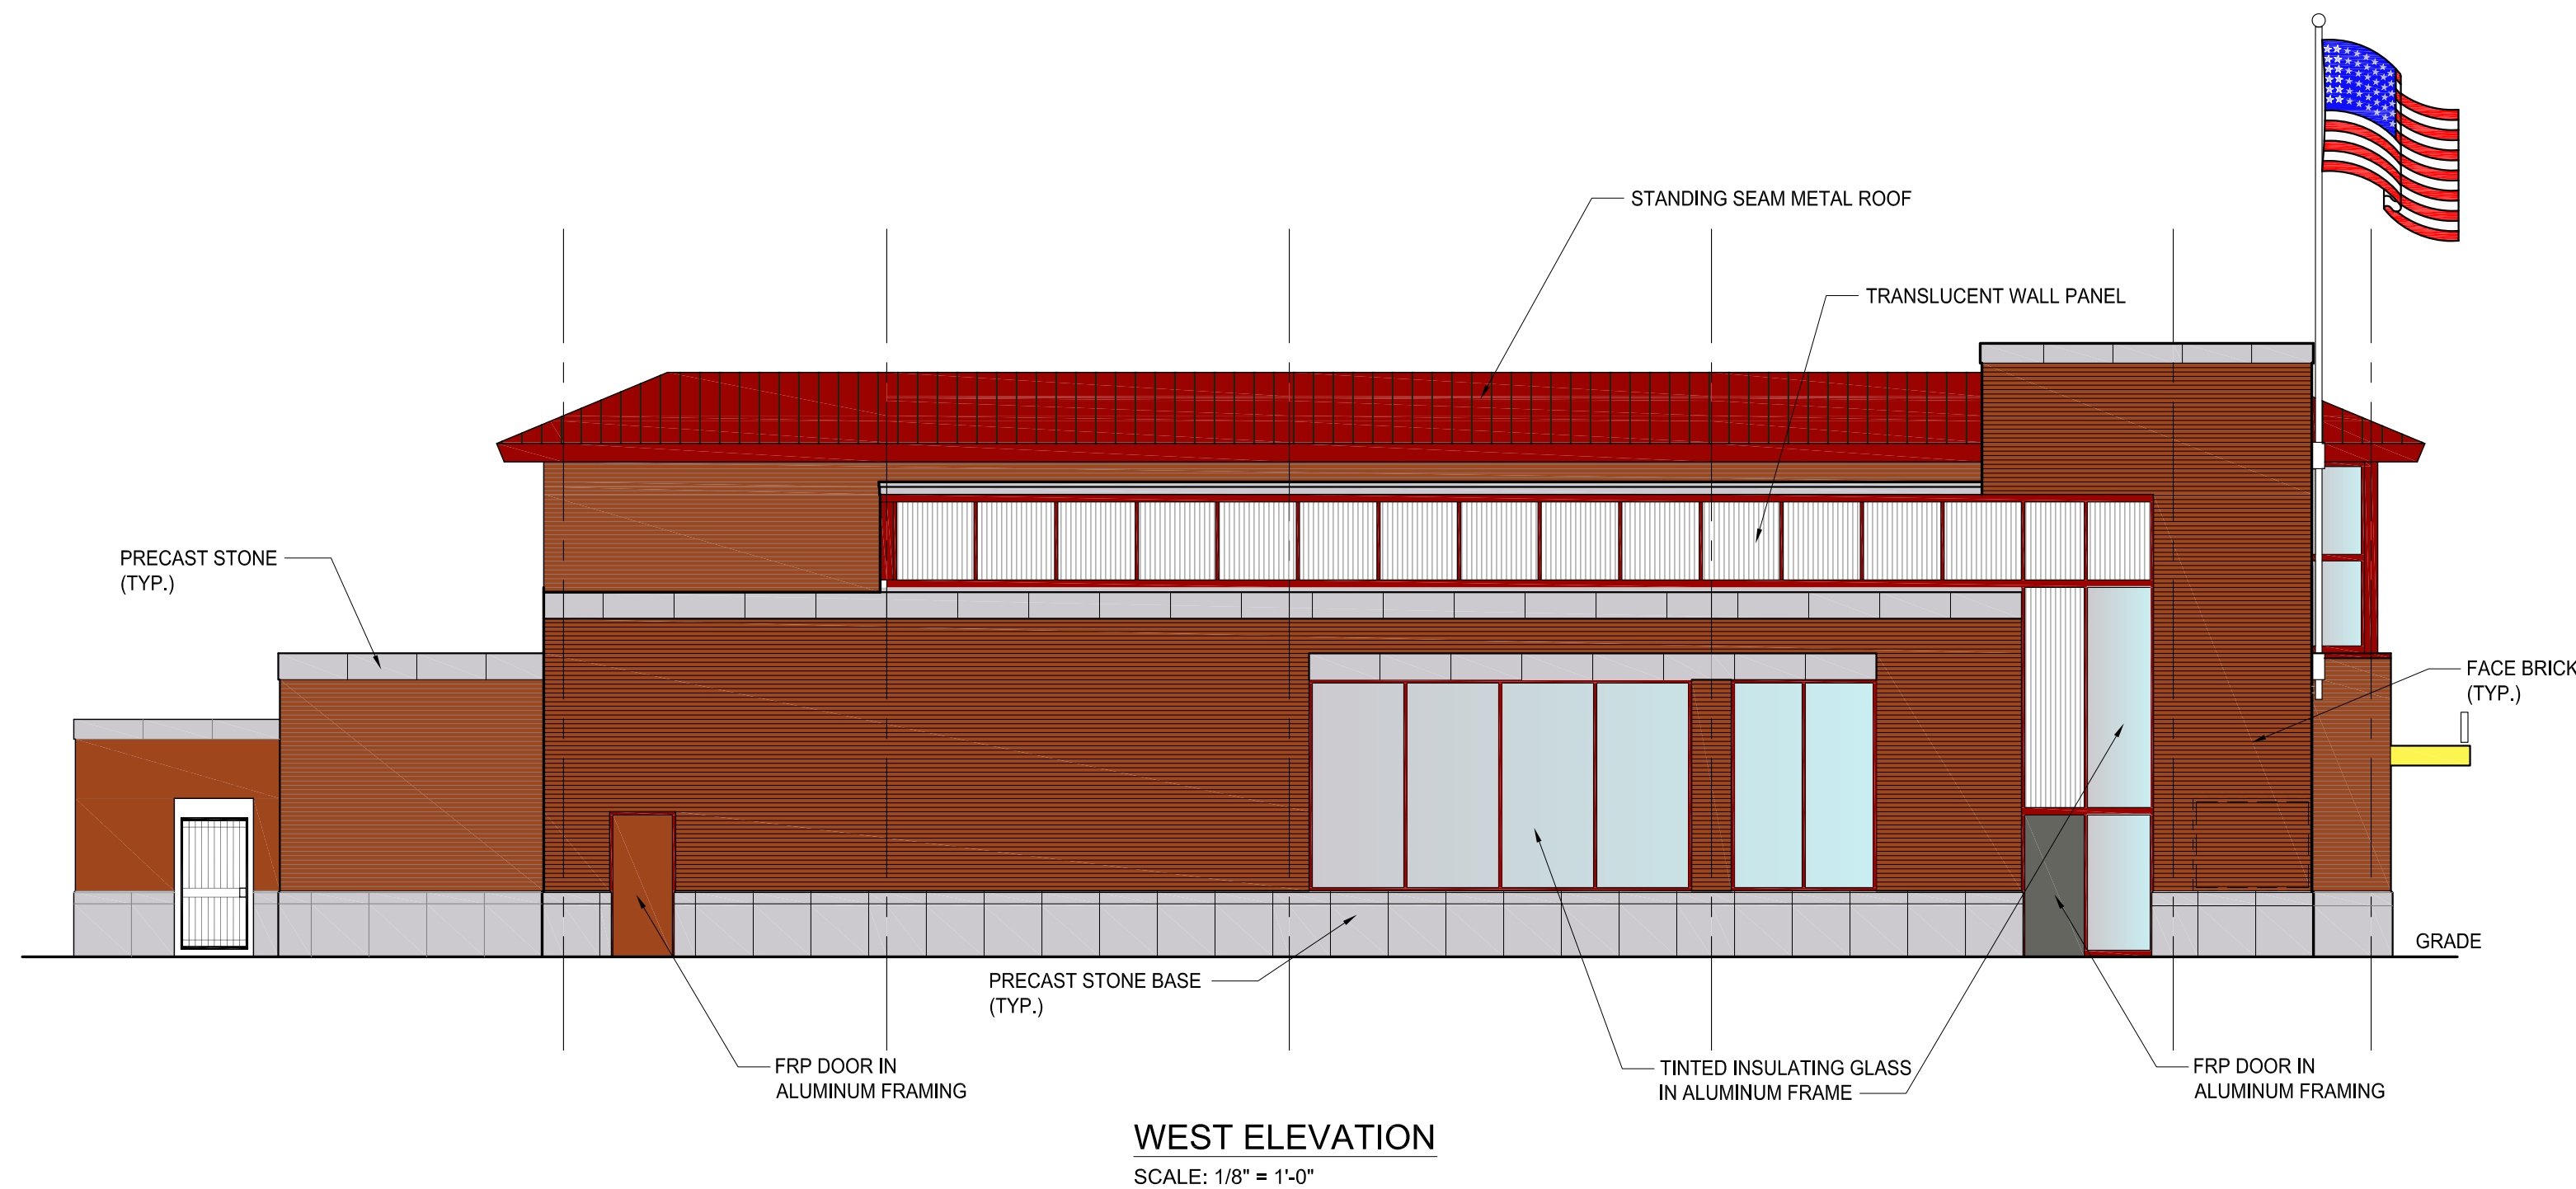 STANDING SEAM METAL ROOF
TRANSLUCENT WALL PANEL
PRECAST STONE
(TYP.)
FACE BRICK
(TYP.)
GRADE
PRECAST STONE BASE
(TYP.)
FRP DOOR IN
ALUMINUM FRAMING
TINTED INSULATING GLASS
IN ALUMINUM FRAME
FRP DOOR IN
ALUMINUM FRAMING
WEST ELEVATION
SCALE: 1/8" = 1'-0"